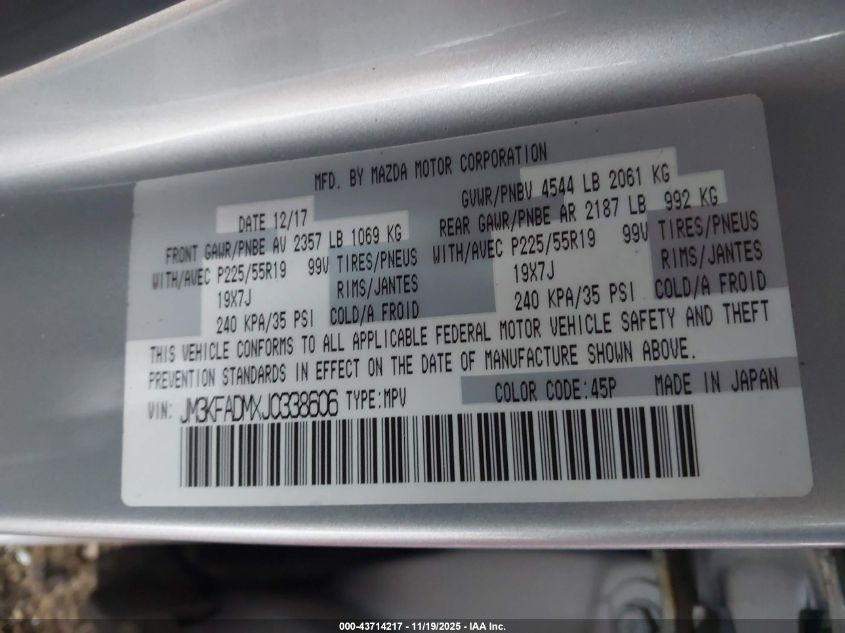 MFD. BY MAZDA MOTOR CORPORATION
DATE 12/17 GVWR/PNBV 4544 LB 2061 KG
FRONT GAWR/PNBE AV 2357 LB 1069 KG REAR GAWR/PNBE AR 2187 LB 992 KG
WITH/AVEC P225/55R19 99V TIRES/PNEUS WITH/AVEC P225/55R19 99V TIRES/PNEUS
19X7J RIMS/JANTES 19X7J RIMS/JANTES
240 KPA/35 PSI COLD/A FROID 240 KPA/35 PSI COLD/A FROID
THIS VEHICLE CONFORMS TO ALL APPLICABLE FEDERAL MOTOR VEHICLE SAFETY AND THEFT
PREVENTION STANDARDS IN EFFECT ON THE DATE OF MANUFACTURE SHOWN ABOVE.
COLOR CODE:45P MADE IN JAPAN
VIN: JM3KFADMXJ0338606 TYPE:MPV
000-43714217 - 11/19/2025 - IAA Inc.